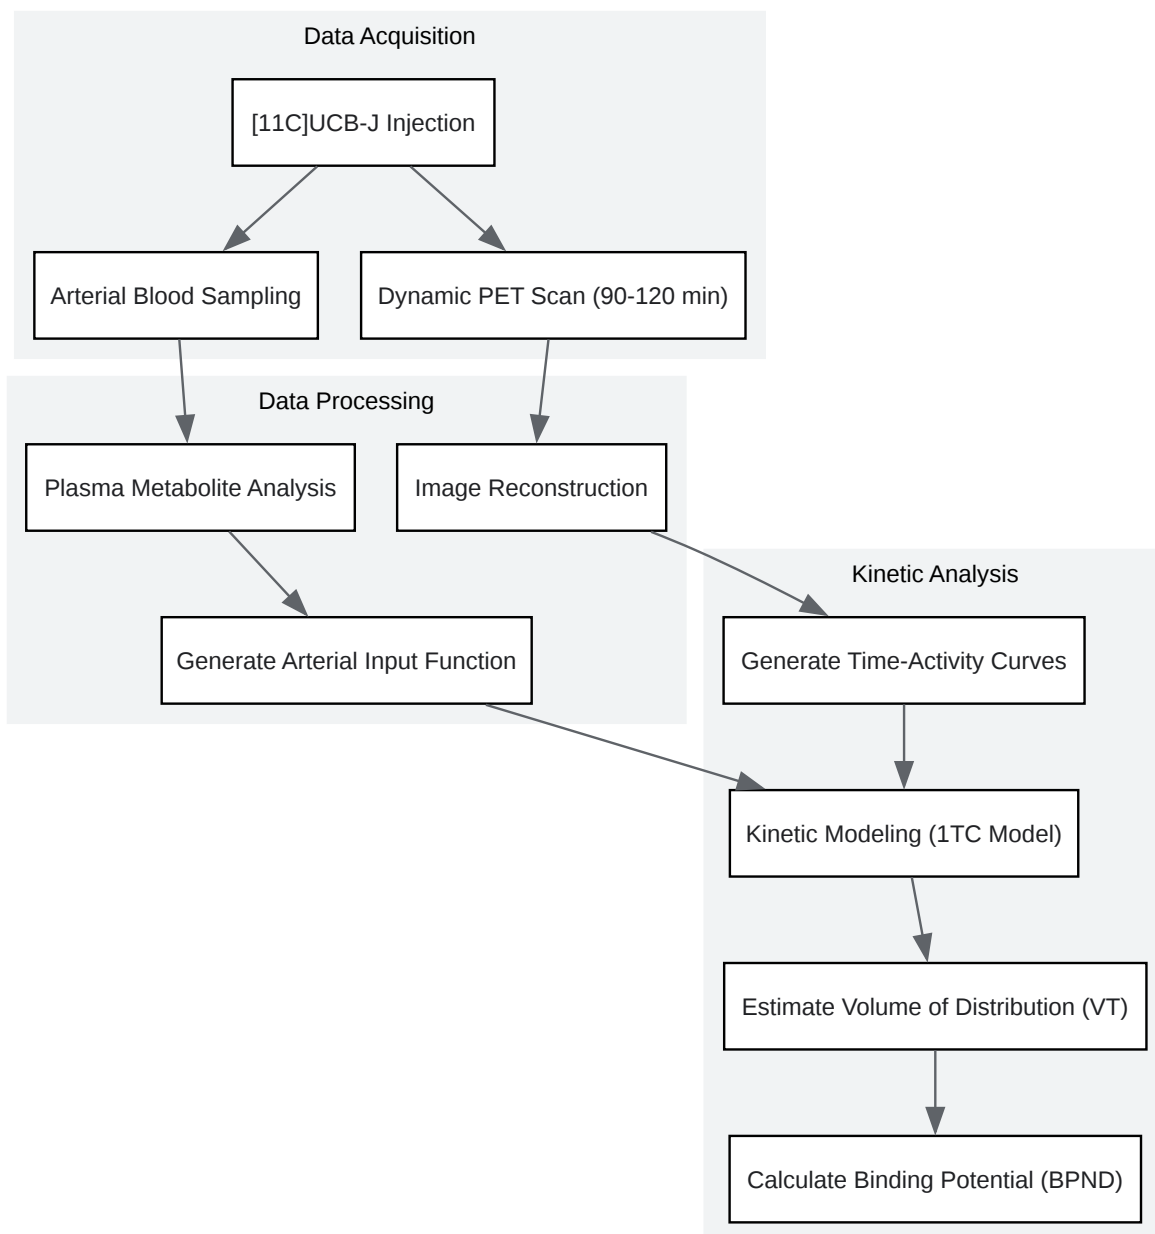 Data Acquisition
[11C]UCB-J Injection
Arterial Blood Sampling
Dynamic PET Scan (90-120 min)
Data Processing
Plasma Metabolite Analysis
Image Reconstruction
Kinetic Analysis
Generate Arterial Input Function
Generate Time-Activity Curves
Kinetic Modeling (1TC Model)
Estimate Volume of Distribution (VT)
Calculate Binding Potential (BPND)